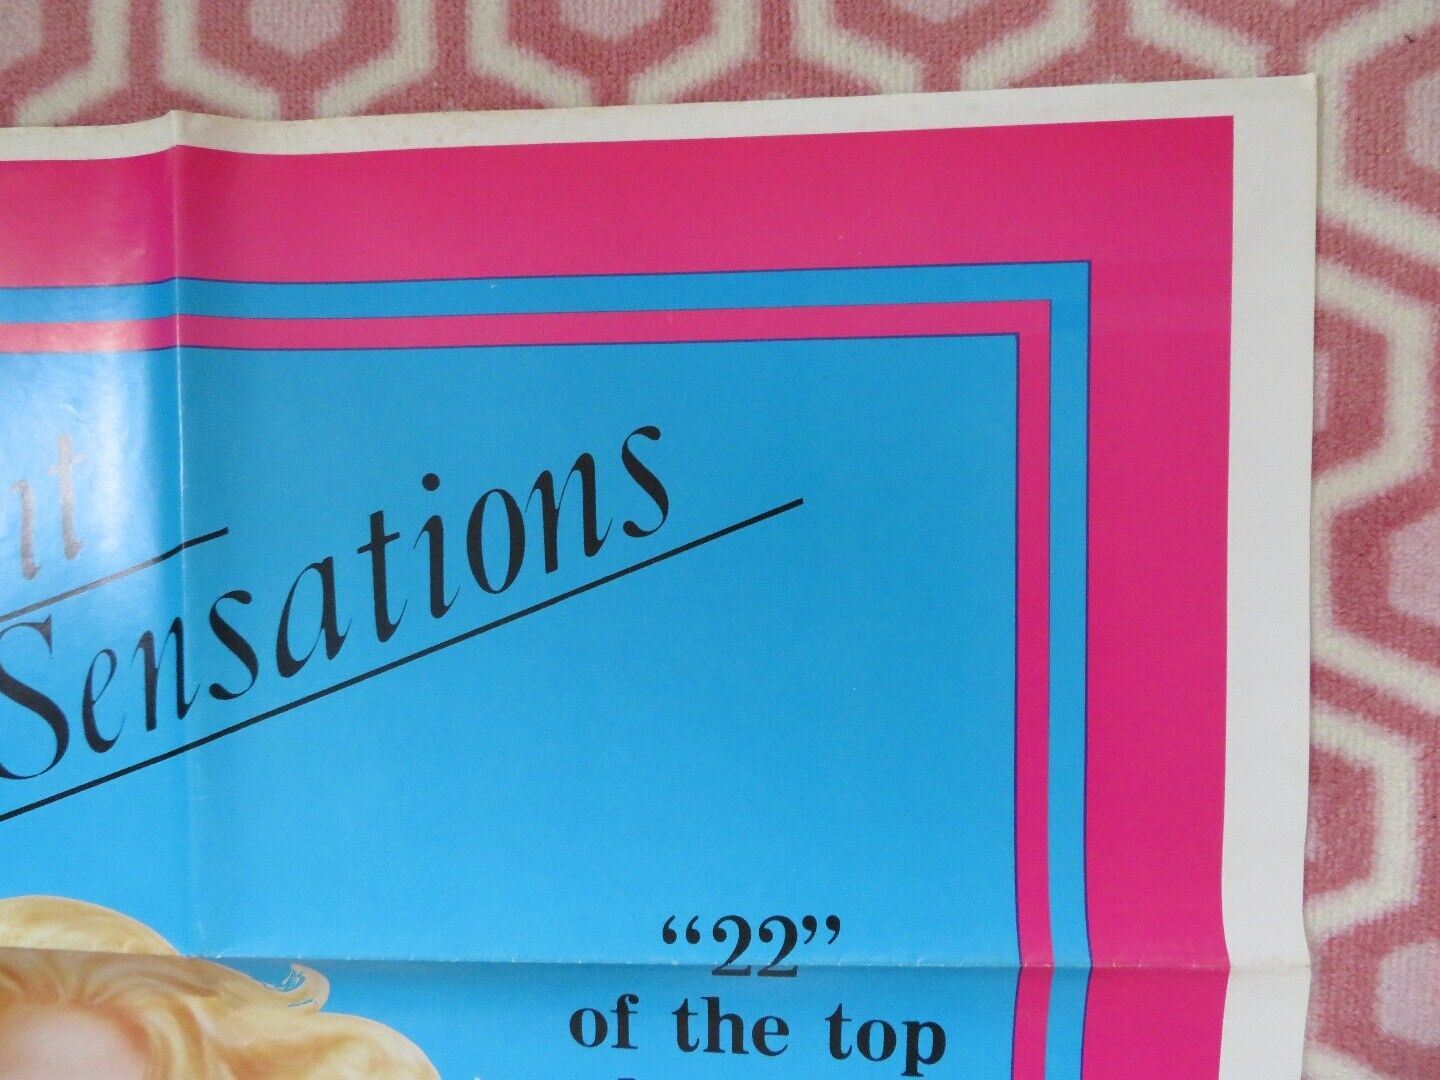 Sensations
“22”
of the top